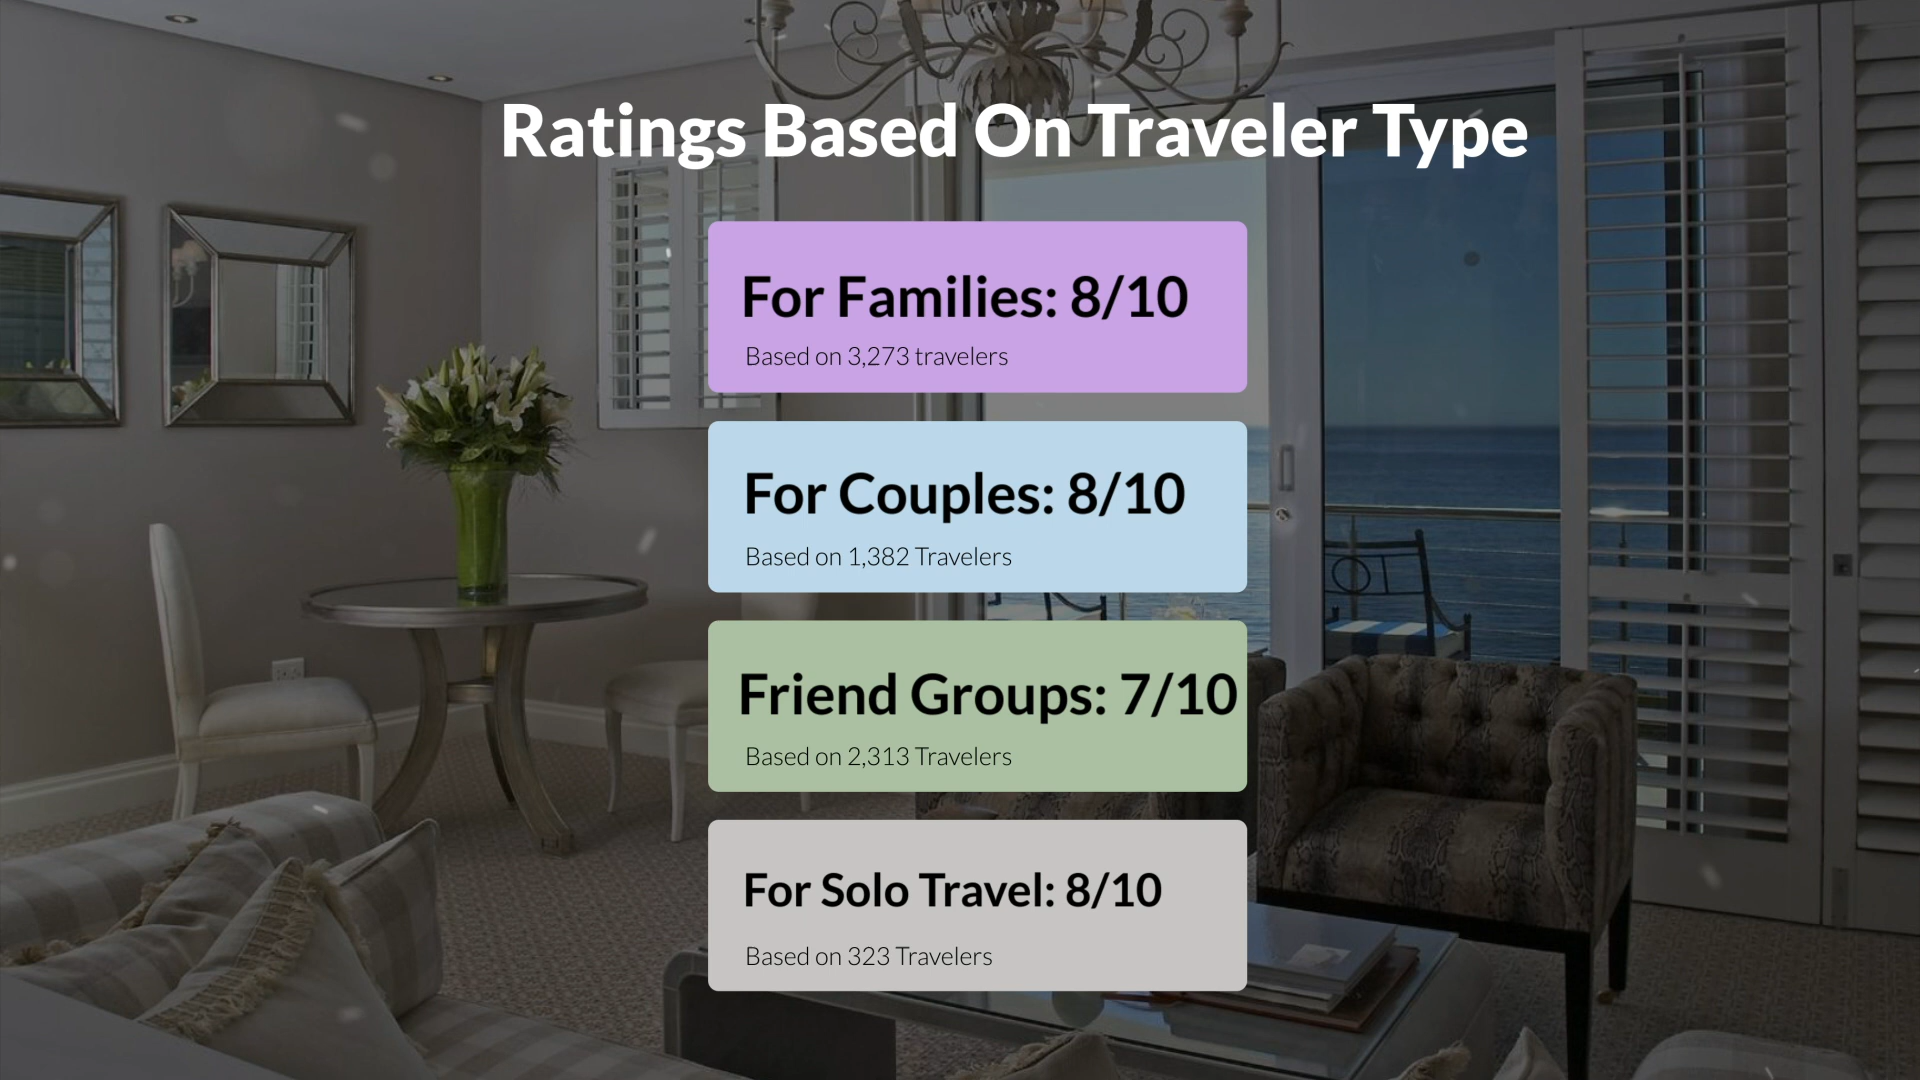 Ratings Based On Traveler Type
For Families: 8/10
Based on 3,273 travelers
For Couples: 8/10
Based on 1,382 Travelers
Friend Groups: 7/10
Based on 2,313 Travelers
For Solo Travel: 8/10
Based on 323 Travelers